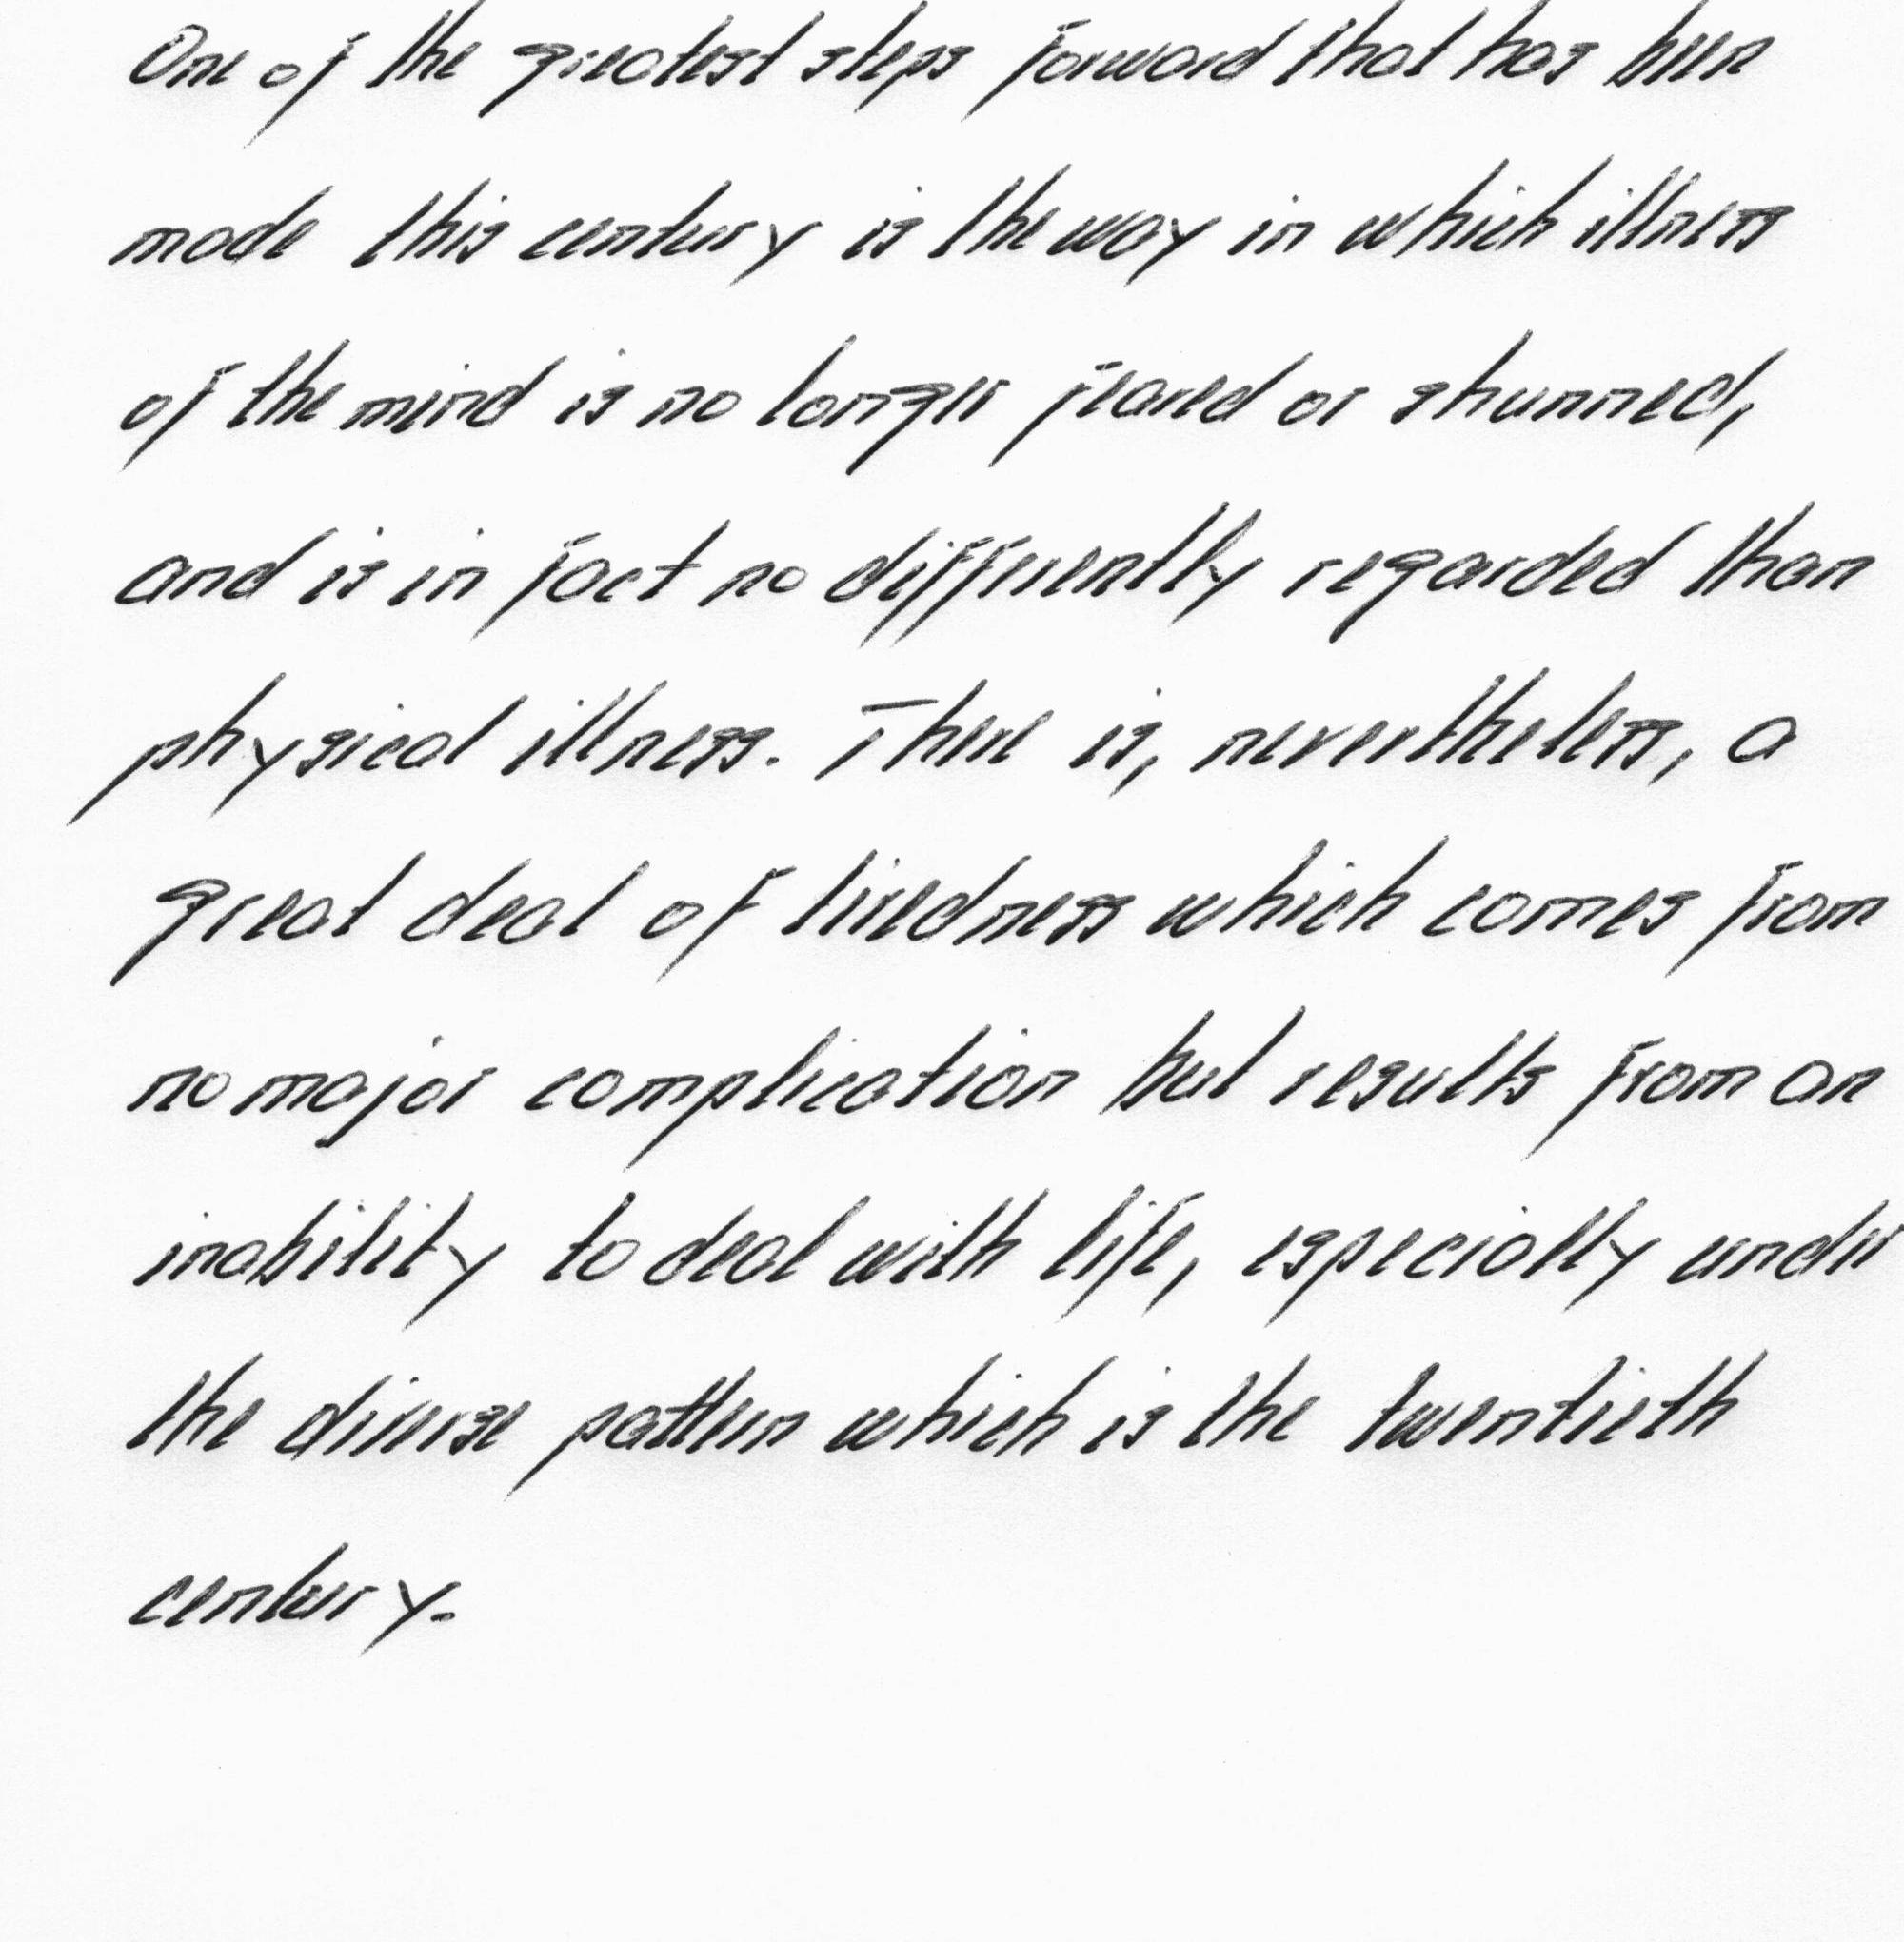 One of the greatest steps forward that has been
made this century is the way in which illness
of the mind is no longer feared or shunned,
and is in fact no differently regarded than
physical illness. There is, nevertheless, a
great deal of tiredness which comes from
no major complication but results from an
inability to deal with life, especially under
the diverse pattern which is the twentieth
century.